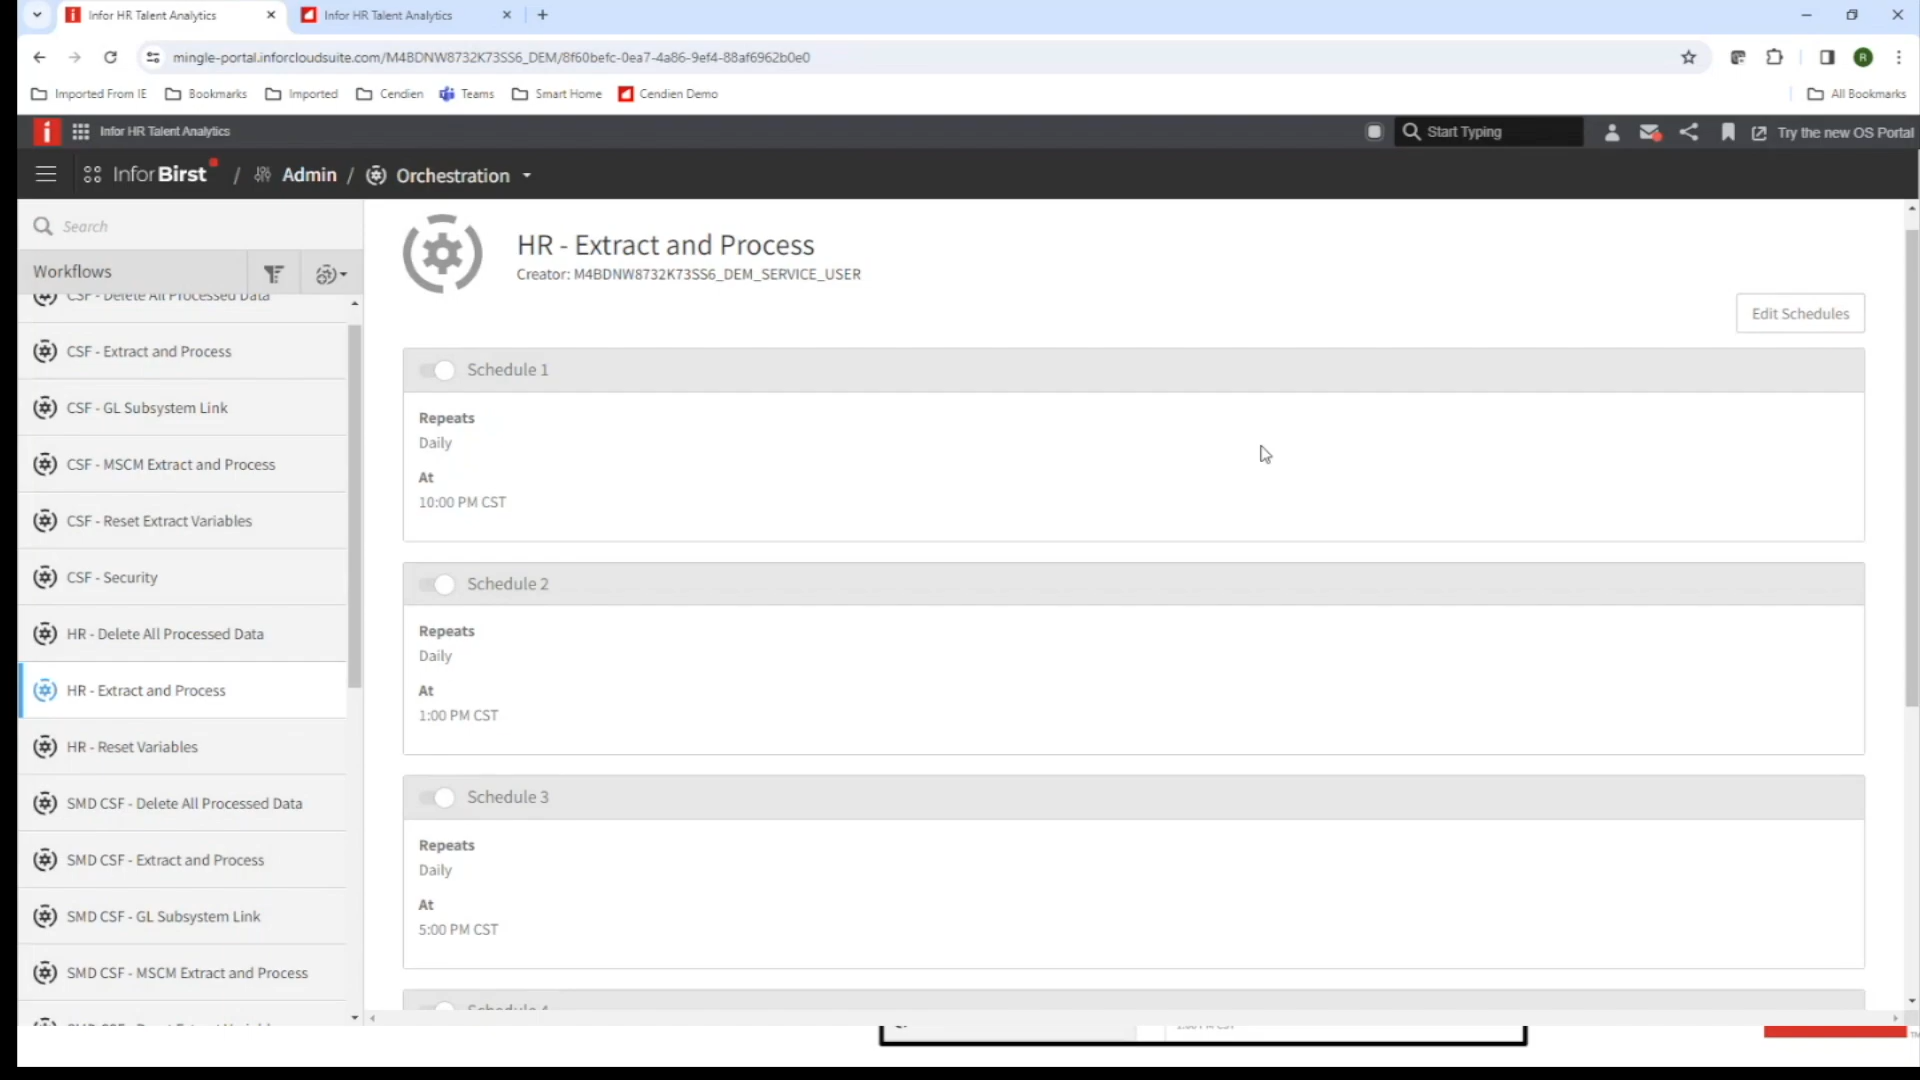 Infor HR Talent Analytics
Infor HR Talent Analytics
mingle-portal.inforcloudsuite.com/M4BDNW8732K73SS6_DEM/8f60befc-0ea7-4a86-9ef4-88af6962b0e0
R
Imported From IE
Bookmarks
Imported
Cendien
Teams
Smart Home
Cendien Demo
All Bookmarks
Infor HR Talent Analytics
Start Typing
Try the new OS Portal
Infor Birst / Admin / Orchestration
Search
Workflows
CSF - Delete All Processed Data
CSF - Extract and Process
CSF - GL Subsystem Link
CSF - MSCM Extract and Process
CSF - Reset Extract Variables
CSF - Security
HR - Delete All Processed Data
HR - Extract and Process
HR - Reset Variables
SMD CSF - Delete All Processed Data
SMD CSF - Extract and Process
SMD CSF - GL Subsystem Link
SMD CSF - MSCM Extract and Process
HR - Extract and Process
Creator: M4BDNW8732K73SS6_DEM_SERVICE_USER
Edit Schedules
Schedule 1
Repeats
Daily
At
10:00 PM CST
Schedule 2
Repeats
Daily
At
1:00 PM CST
Schedule 3
Repeats
Daily
At
5:00 PM CST
Schedule 4